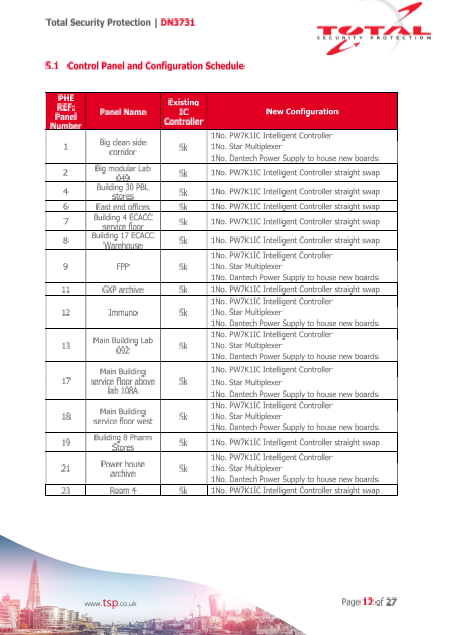 Total Security Protection | DN3731
TOTAL
SECURITY PROTECTION
5.1 Control Panel and Configuration Schedule
PHE REF: Panel Number
Panel Name
Existing IC Controller
New Configuration
1
Big clean side corridor
5k
1No. PW7K1IC Intelligent Controller
1No. Star Multiplexer
1No. Dantech Power Supply to house new boards
2
Big modular Lab 049
5k
1No. PW7K1IC Intelligent Controller straight swap
4
Building 30 PBL stores
5k
1No. PW7K1IC Intelligent Controller straight swap
6
East end offices
5k
1No. PW7K1IC Intelligent Controller straight swap
7
Building 4 ECACC service floor
5k
1No. PW7K1IC Intelligent Controller straight swap
8
Building 17 ECACC Warehouse
5k
1No. PW7K1IC Intelligent Controller straight swap
9
FPP
5k
1No. PW7K1IC Intelligent Controller
1No. Star Multiplexer
1No. Dantech Power Supply to house new boards
11
GXP archive
5k
1No. PW7K1IC Intelligent Controller straight swap
12
Immuno
5k
1No. PW7K1IC Intelligent Controller
1No. Star Multiplexer
1No. Dantech Power Supply to house new boards
13
Main Building Lab 092
5k
1No. PW7K1IC Intelligent Controller
1No. Star Multiplexer
1No. Dantech Power Supply to house new boards
17
Main Building service floor above lab 108A
5k
1No. PW7K1IC Intelligent Controller
1No. Star Multiplexer
1No. Dantech Power Supply to house new boards
18
Main Building service floor west
5k
1No. PW7K1IC Intelligent Controller
1No. Star Multiplexer
1No. Dantech Power Supply to house new boards
19
Building 8 Pharm Stores
5k
1No. PW7K1IC Intelligent Controller straight swap
21
Power house archive
5k
1No. PW7K1IC Intelligent Controller
1No. Star Multiplexer
1No. Dantech Power Supply to house new boards
23
Room 4
5k
1No. PW7K1IC Intelligent Controller straight swap
www.tsp.co.uk
Page 12 of 27